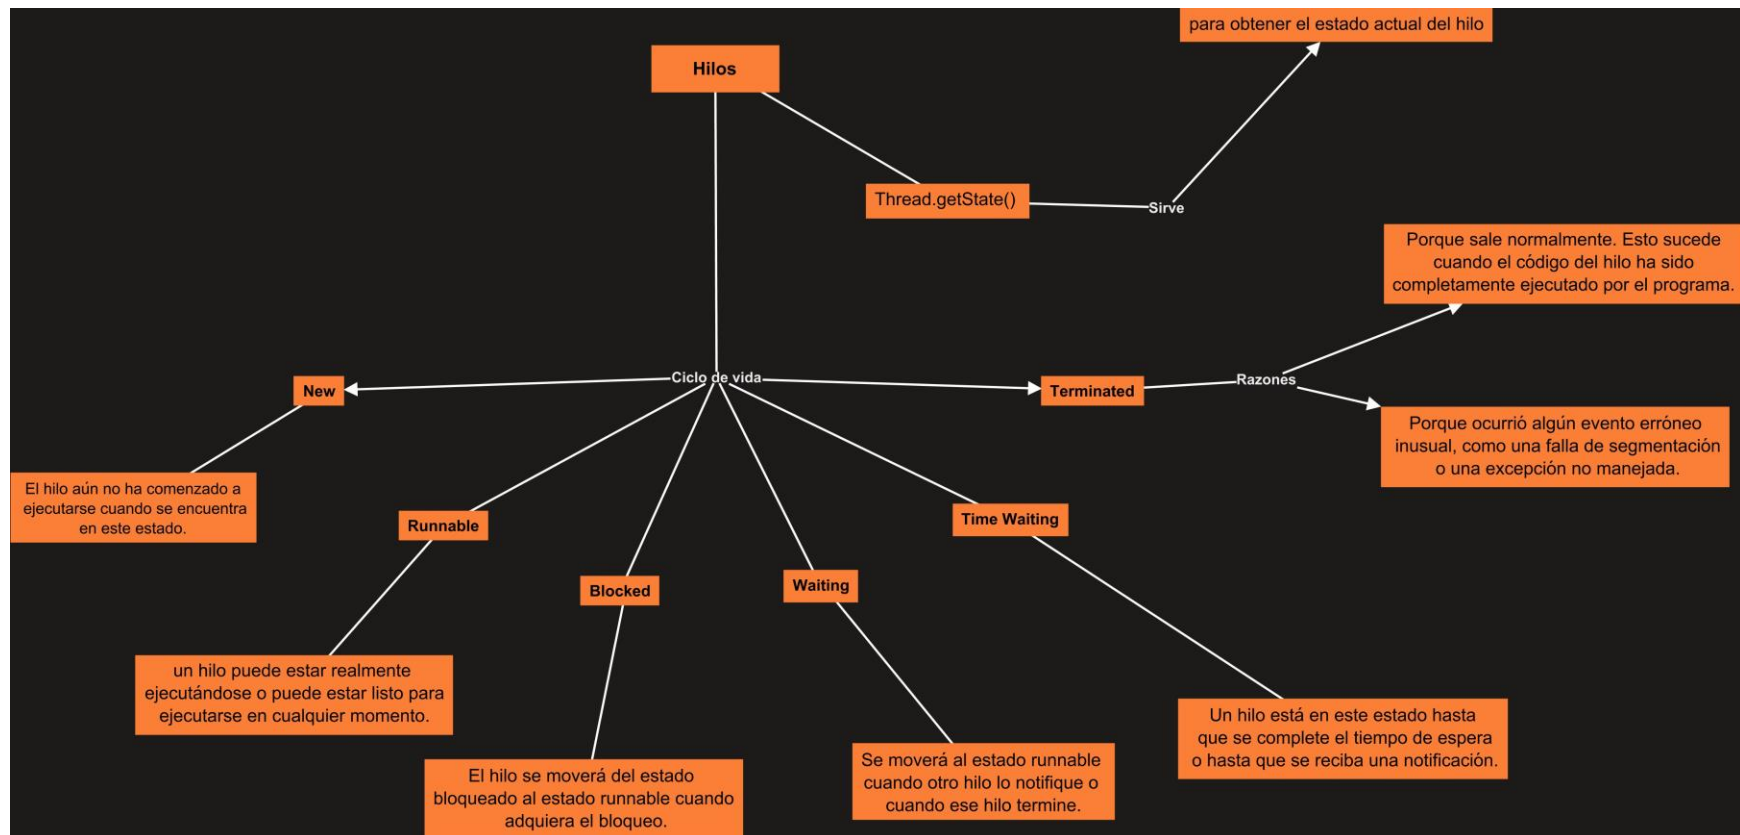 para obtener el estado actual del hilo
Hilos
Thread.getState()
Sirve
Porque sale normalmente. Esto sucede
cuando el código del hilo ha sido
completamente ejecutado por el programa.
Ciclo de vida
New
Terminated
Razones
Porque ocurrió algún evento erróneo
inusual, como una falla de segmentación
o una excepción no manejada.
El hilo aún no ha comenzado a
ejecutarse cuando se encuentra
en este estado.
Runnable
Time Waiting
Blocked
Waiting
un hilo puede estar realmente
ejecutándose o puede estar listo para
ejecutarse en cualquier momento.
Un hilo está en este estado hasta
que se complete el tiempo de espera
o hasta que se reciba una notificación.
El hilo se moverá del estado
bloqueado al estado runnable cuando
adquiera el bloqueo.
Se moverá al estado runnable
cuando otro hilo lo notifique o
cuando ese hilo termine.